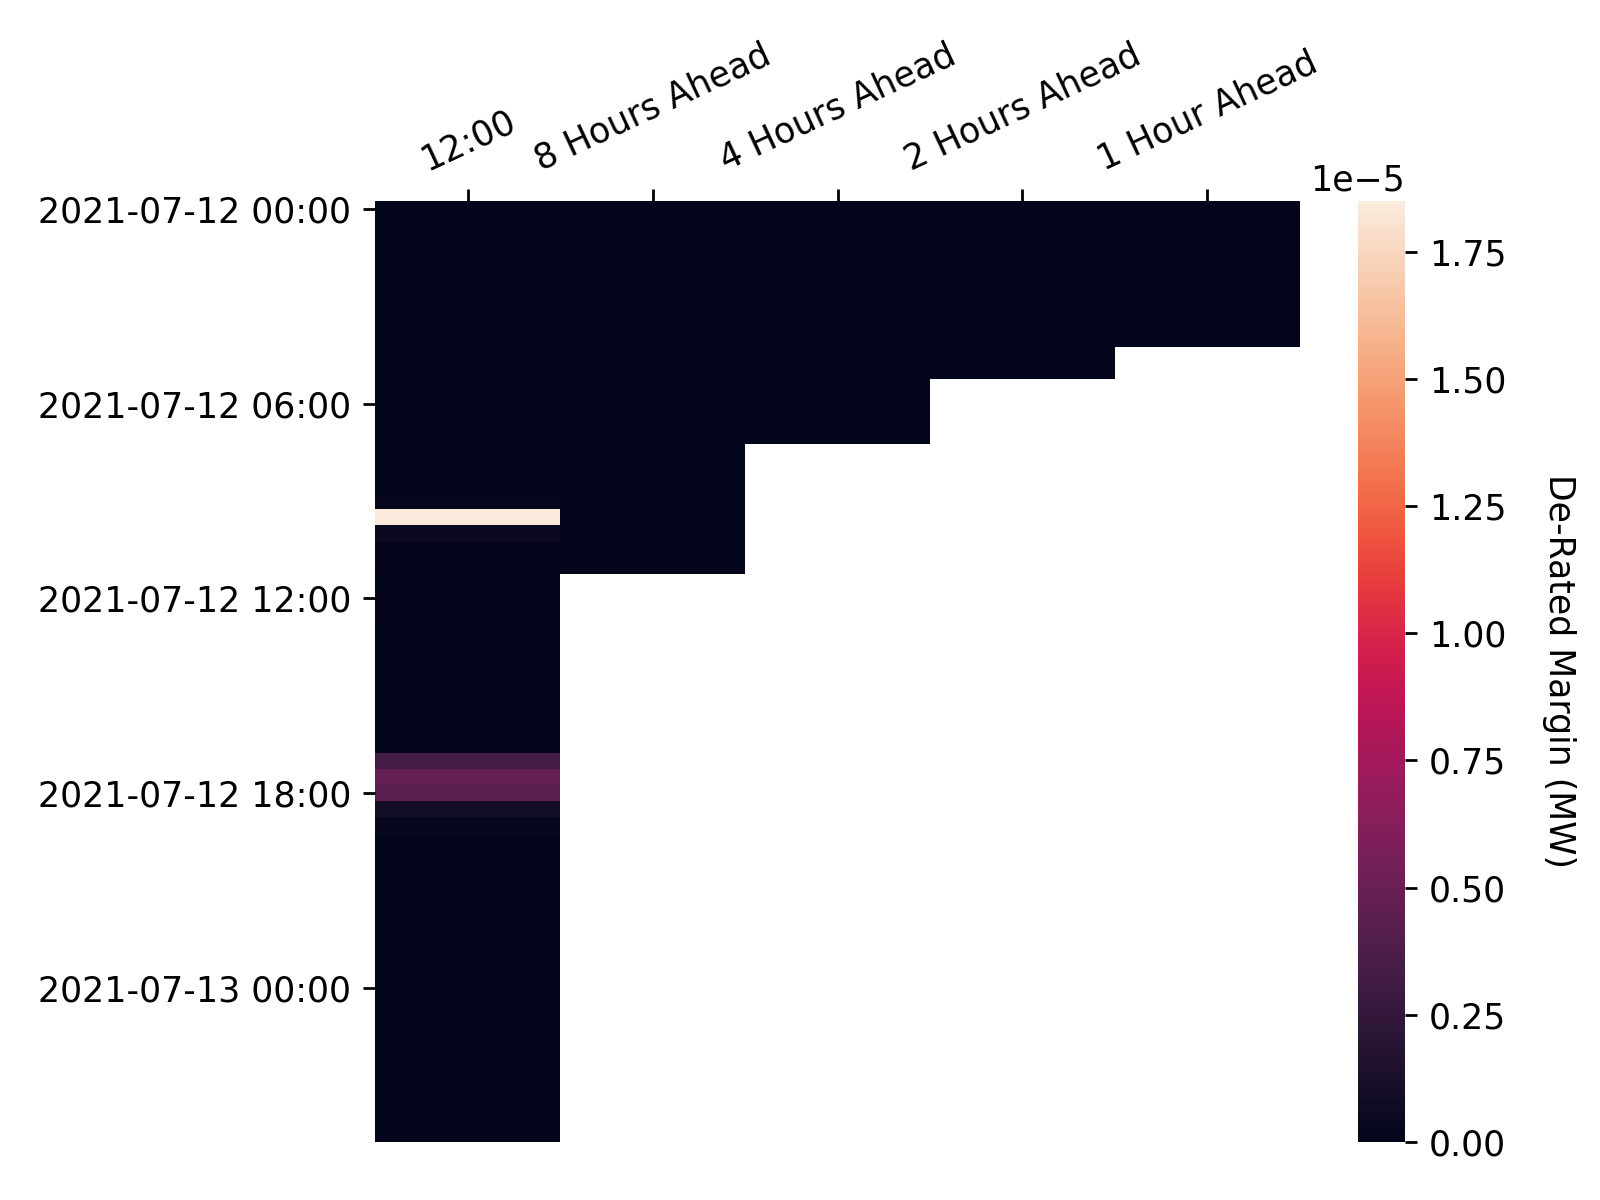 12:00
8 Hours Ahead
4 Hours Ahead
2 Hours Ahead
1 Hour Ahead
1e−5
2021-07-12 00:00
2021-07-12 06:00
2021-07-12 12:00
2021-07-12 18:00
2021-07-13 00:00
1.75
1.50
1.25
1.00
0.75
0.50
0.25
0.00
De-Rated Margin (MW)